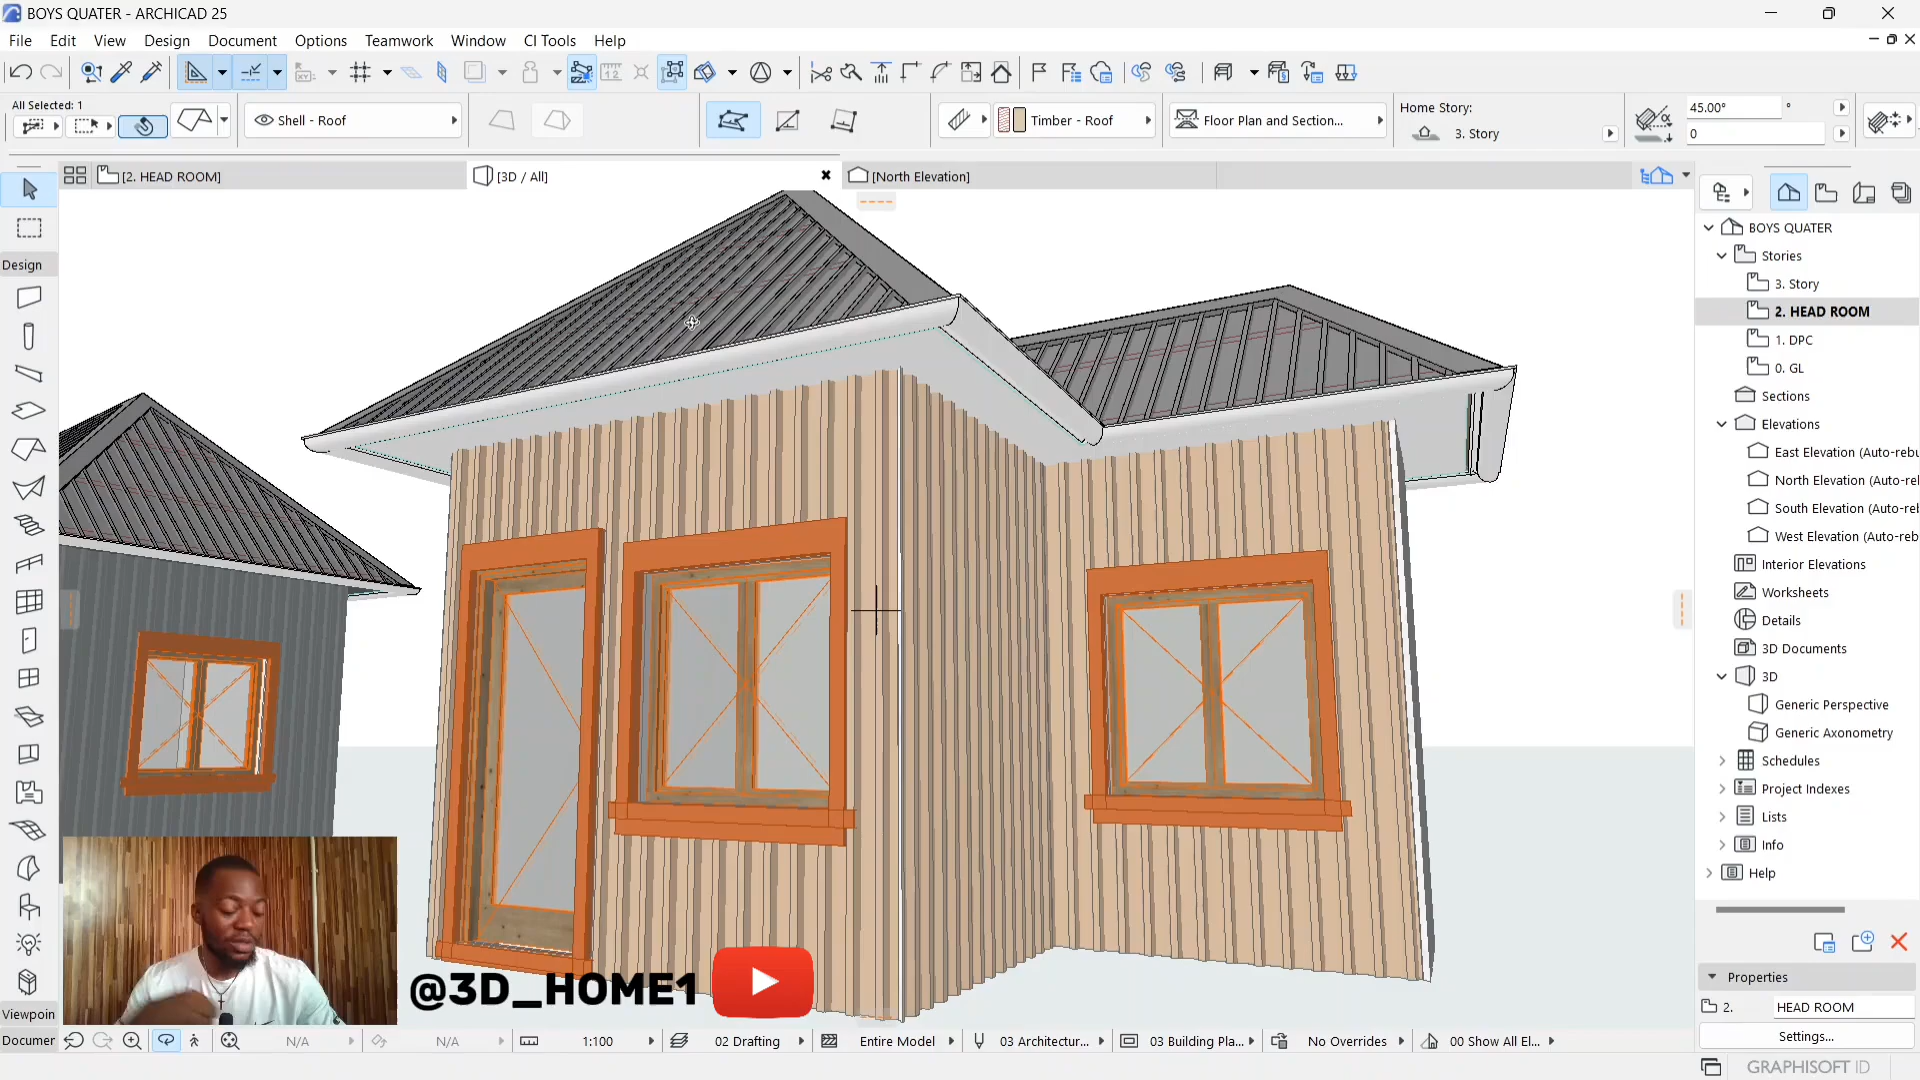 BOYS QUATER - ARCHICAD 25
File Edit View Design Document Options Teamwork Window CI Tools Help
All Selected: 1
Shell - Roof
Timber - Roof
Floor Plan and Section...
Home Story:
3. Story
45.00°
°
0
[2. HEAD ROOM]
[3D / All]
[North Elevation]
Design
BOYS QUATER
Stories
3. Story
2. HEAD ROOM
1. DPC
0. GL
Sections
Elevations
East Elevation (Auto-rebu
North Elevation (Auto-rel
South Elevation (Auto-rel
West Elevation (Auto-reb
Interior Elevations
Worksheets
Details
3D Documents
3D
Generic Perspective
Generic Axonometry
Schedules
Project Indexes
Lists
Info
Help
Properties
2. HEAD ROOM
Settings...
@3D_HOME1
Viewpoin
Documer
N/A
N/A
1:100
02 Drafting
Entire Model
03 Architectur...
03 Building Pla...
No Overrides
00 Show All El...
GRAPHISOFT ID